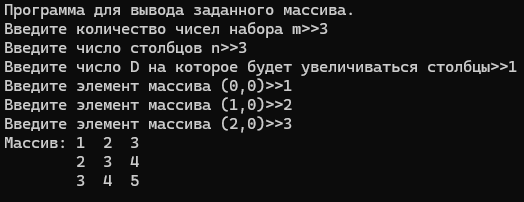 Программа для вывода заданного массива.
Введите количество чисел набора m>>3
Введите число столбцов n>>3
Введите число D на которое будет увеличиваться столбцы>>1
Введите элемент массива (0,0)>>1
Введите элемент массива (1,0)>>2
Введите элемент массива (2,0)>>3
Массив: 1  2  3
        2  3  4
        3  4  5